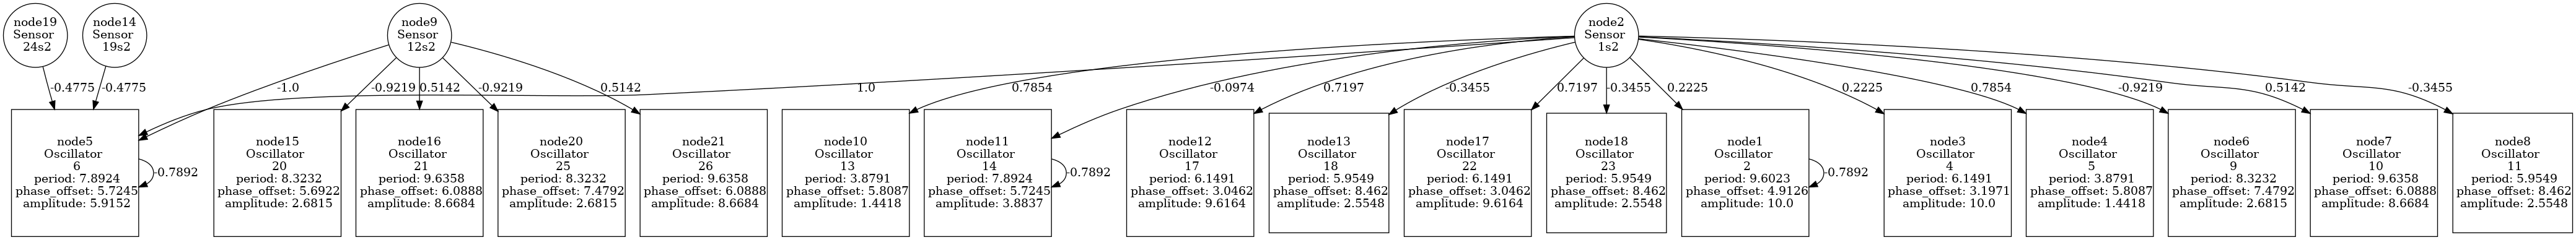 node19
Sensor
24s2
node14
Sensor
19s2
node9
Sensor
12s2
node2
Sensor
1s2
-0.4775
-0.4775
-1.0
-0.9219
0.5142
-0.9219
0.5142
1.0
0.7854
-0.0974
0.7197
-0.3455
0.7197
-0.3455
0.2225
0.2225
0.7854
-0.9219
0.5142
-0.3455
node5
Oscillator
6
period: 7.8924
phase_offset: 5.7245
amplitude: 5.9152
-0.7892
node15
Oscillator
20
period: 8.3232
phase_offset: 5.6922
amplitude: 2.6815
node16
Oscillator
21
period: 9.6358
phase_offset: 6.0888
amplitude: 8.6684
node20
Oscillator
25
period: 8.3232
phase_offset: 7.4792
amplitude: 2.6815
node21
Oscillator
26
period: 9.6358
phase_offset: 6.0888
amplitude: 8.6684
node10
Oscillator
13
period: 3.8791
phase_offset: 5.8087
amplitude: 1.4418
node11
Oscillator
14
period: 7.8924
phase_offset: 5.7245
amplitude: 3.8837
-0.7892
node12
Oscillator
17
period: 6.1491
phase_offset: 3.0462
amplitude: 9.6164
node13
Oscillator
18
period: 5.9549
phase_offset: 8.462
amplitude: 2.5548
node17
Oscillator
22
period: 6.1491
phase_offset: 3.0462
amplitude: 9.6164
node18
Oscillator
23
period: 5.9549
phase_offset: 8.462
amplitude: 2.5548
node1
Oscillator
2
period: 9.6023
phase_offset: 4.9126
amplitude: 10.0
-0.7892
node3
Oscillator
4
period: 6.1491
phase_offset: 3.1971
amplitude: 10.0
node4
Oscillator
5
period: 3.8791
phase_offset: 5.8087
amplitude: 1.4418
node6
Oscillator
9
period: 8.3232
phase_offset: 7.4792
amplitude: 2.6815
node7
Oscillator
10
period: 9.6358
phase_offset: 6.0888
amplitude: 8.6684
node8
Oscillator
11
period: 5.9549
phase_offset: 8.462
amplitude: 2.5548